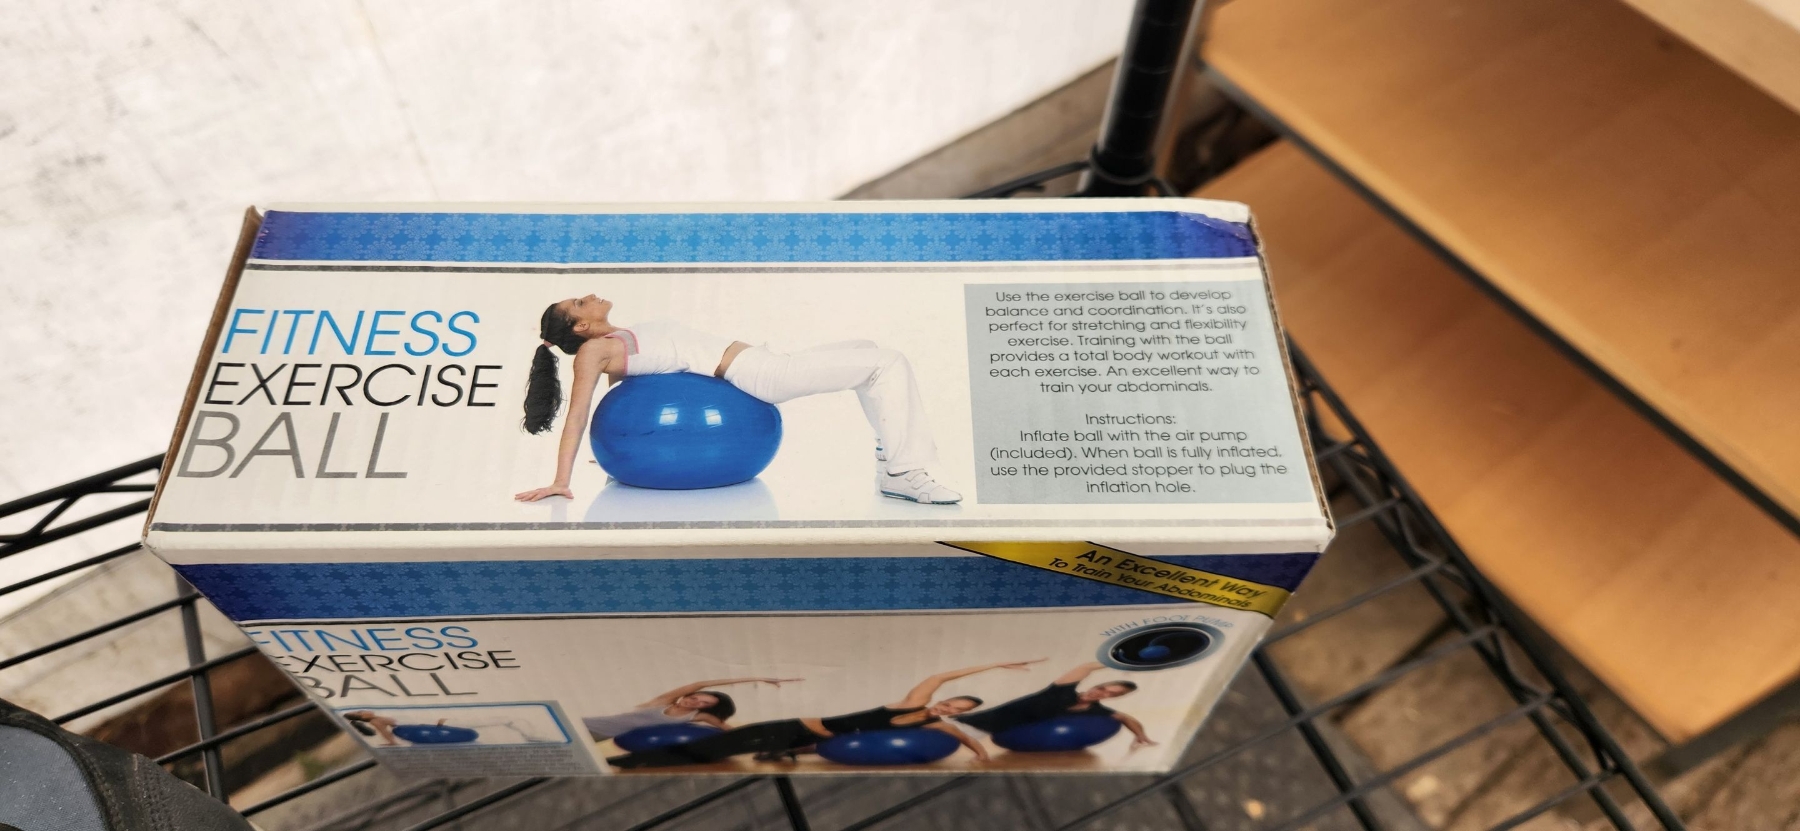 FITNESS
EXERCISE
BALL
Use the exercise ball to develop
balance and coordination. It's also
perfect for stretching and flexibility
exercise. Training with the ball
provides a total body workout with
each exercise. An excellent way to
train your abdominals.
Instructions:
Inflate ball with the air pump
(included). When ball is fully inflated,
use the provided stopper to plug the
inflation hole.
An Excellent Way
To Train Your Abdominals
WITH FOOT PUMP
FITNESS
EXERCISE
BALL